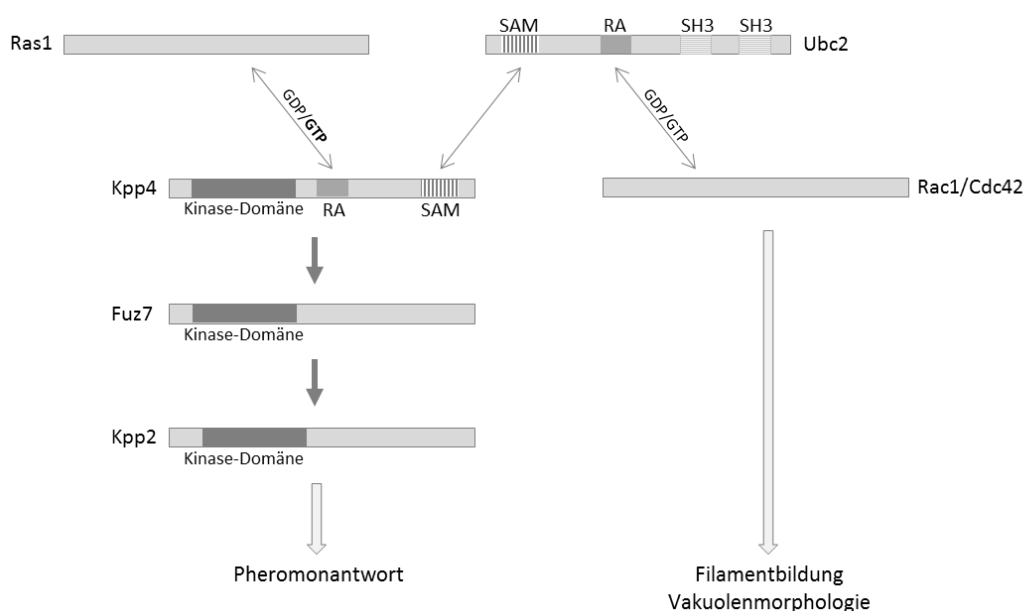 SAM RA SH3 SH3
Ras1
Ubc2
GDP/GTP
GDP/GTP
Kpp4
Rac1/Cdc42
Kinase-Domäne RA SAM
Fuz7
Kinase-Domäne
Kpp2
Kinase-Domäne
Pheromonantwort
Filamentbildung
Vakuolenmorphologie